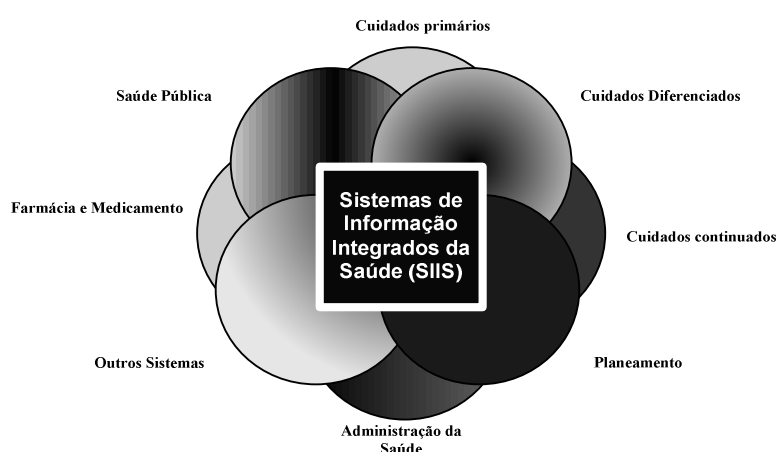 Cuidados primários
Saúde Pública
Cuidados Diferenciados
Farmácia e Medicamento
Sistemas de
Informação
Integrados da
Saúde (SIIS)
Cuidados continuados
Outros Sistemas
Planeamento
Administração da
Saúde